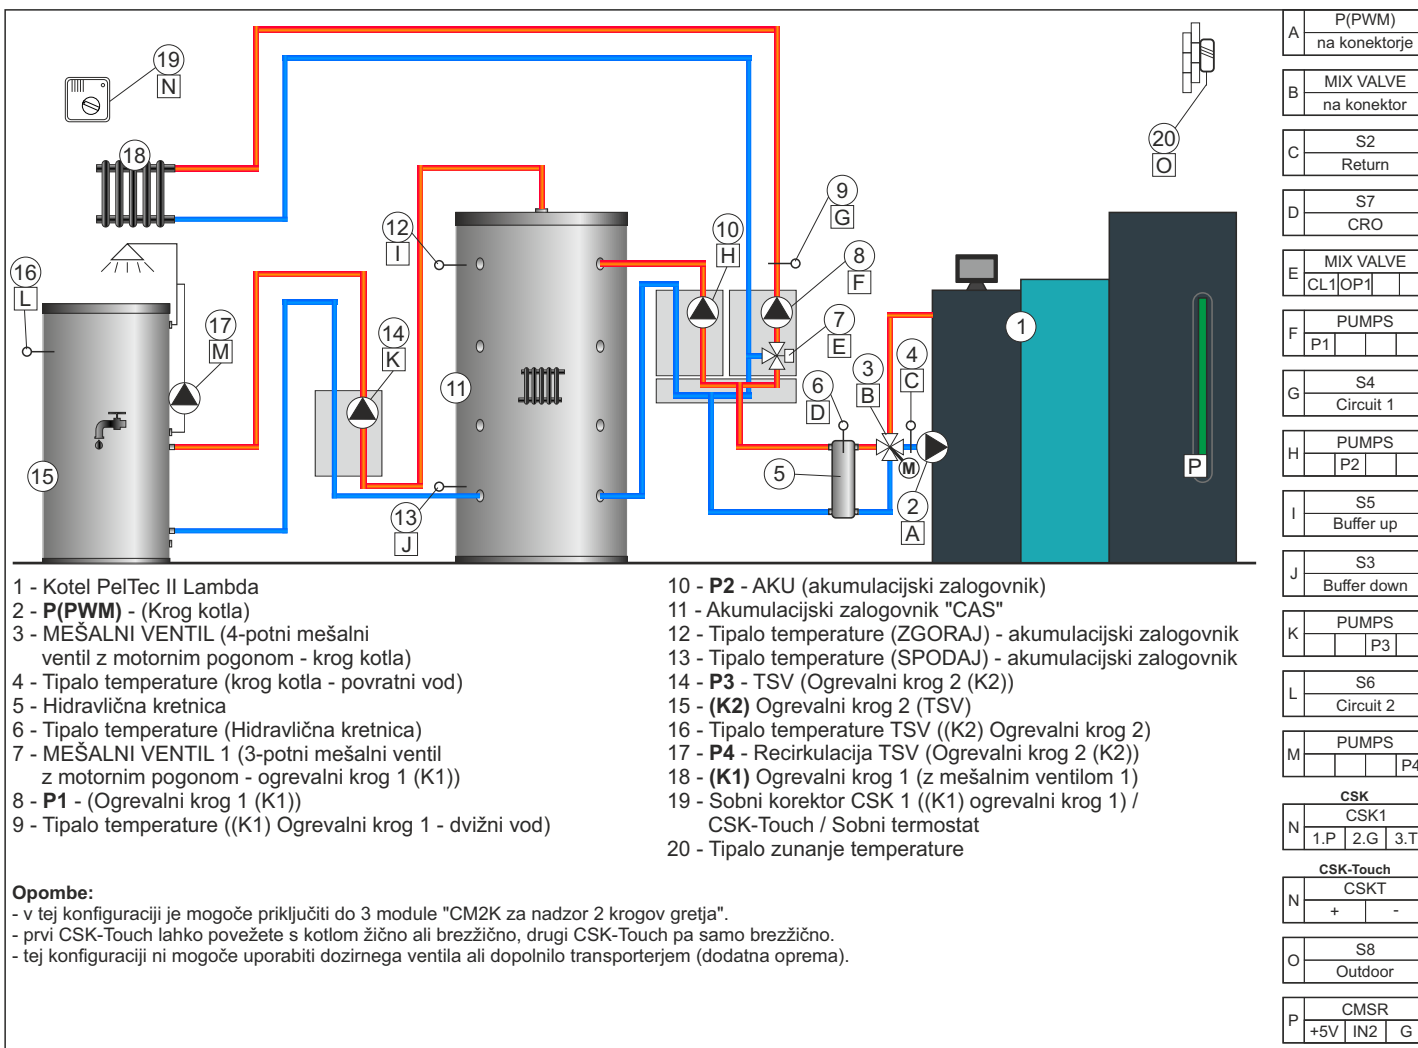 19
N
18
16
L
17
M
15
12
I
14
K
11
13
J
10
H
9
G
8
F
7
E
6
D
3
B
4
C
5
M
2
A
1
20
O
P
1 - Kotel PelTec II Lambda
2 - P(PWM) - (Krog kotla)
3 - MEŠALNI VENTIL (4-potni mešalni
ventil z motornim pogonom - krog kotla)
4 - Tipalo temperature (krog kotla - povratni vod)
5 - Hidravlična kretnica
6 - Tipalo temperature (Hidravlična kretnica)
7 - MEŠALNI VENTIL 1 (3-potni mešalni ventil
z motornim pogonom - ogrevalni krog 1 (K1))
8 - P1 - (Ogrevalni krog 1 (K1))
9 - Tipalo temperature ((K1) Ogrevalni krog 1 - dvižni vod)
10 - P2 - AKU (akumulacijski zalogovnik)
11 - Akumulacijski zalogovnik "CAS"
12 - Tipalo temperature (ZGORAJ) - akumulacijski zalogovnik
13 - Tipalo temperature (SPODAJ) - akumulacijski zalogovnik
14 - P3 - TSV (Ogrevalni krog 2 (K2))
15 - (K2) Ogrevalni krog 2 (TSV)
16 - Tipalo temperature TSV ((K2) Ogrevalni krog 2)
17 - P4 - Recirkulacija TSV (Ogrevalni krog 2 (K2))
18 - (K1) Ogrevalni krog 1 (z mešalnim ventilom 1)
19 - Sobni korektor CSK 1 ((K1) ogrevalni krog 1) /
CSK-Touch / Sobni termostat
20 - Tipalo zunanje temperature
Opombe:
- v tej konfiguraciji je mogoče priključiti do 3 module "CM2K za nadzor 2 krogov gretja".
- prvi CSK-Touch lahko povežete s kotlom žično ali brezžično, drugi CSK-Touch pa samo brezžično.
- tej konfiguraciji ni mogoče uporabiti dozirnega ventila ali dopolnilo transporterjem (dodatna oprema).
A
P(PWM)
na konektorje
B
MIX VALVE
na konektor
C
S2
Return
D
S7
CRO
E
MIX VALVE
CL1 OP1
F
PUMPS
P1
G
S4
Circuit 1
H
PUMPS
P2
I
S5
Buffer up
J
S3
Buffer down
K
PUMPS
P3
L
S6
Circuit 2
M
PUMPS
P4
CSK
N
CSK1
1.P 2.G 3.T
CSK-Touch
N
CSKT
+ -
O
S8
Outdoor
P
CMSR
+5V IN2 G